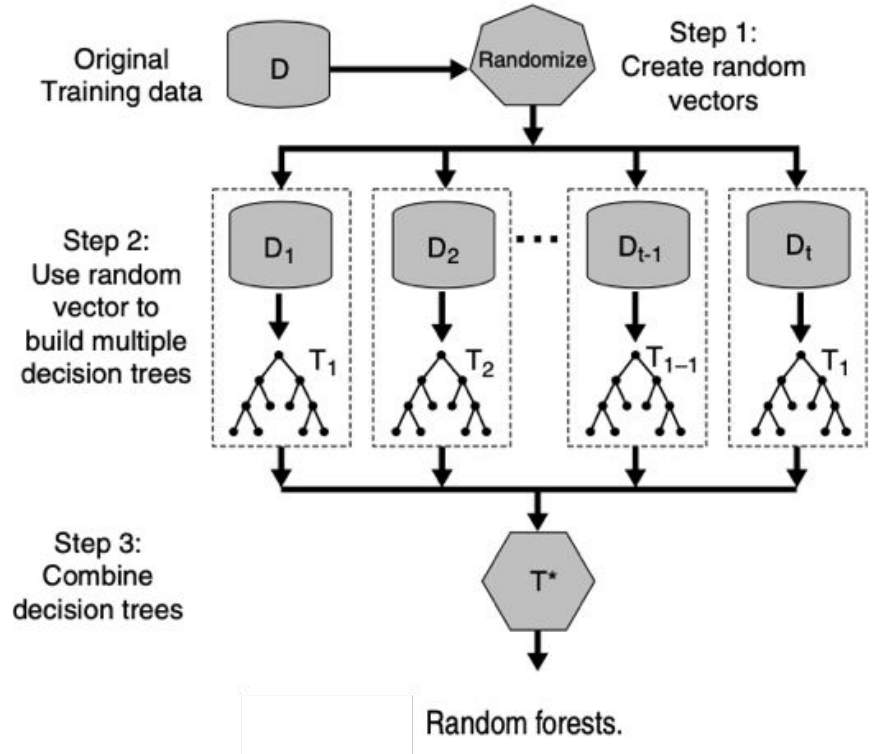 Original
Training data
D
Randomize
Step 1:
Create random
vectors
Step 2:
Use random
vector to
build multiple
decision trees
D₁
D₂
...
Dₜ₋₁
Dₜ
T₁
T₂
T₁₋₁
T₁
Step 3:
Combine
decision trees
T*
Random forests.